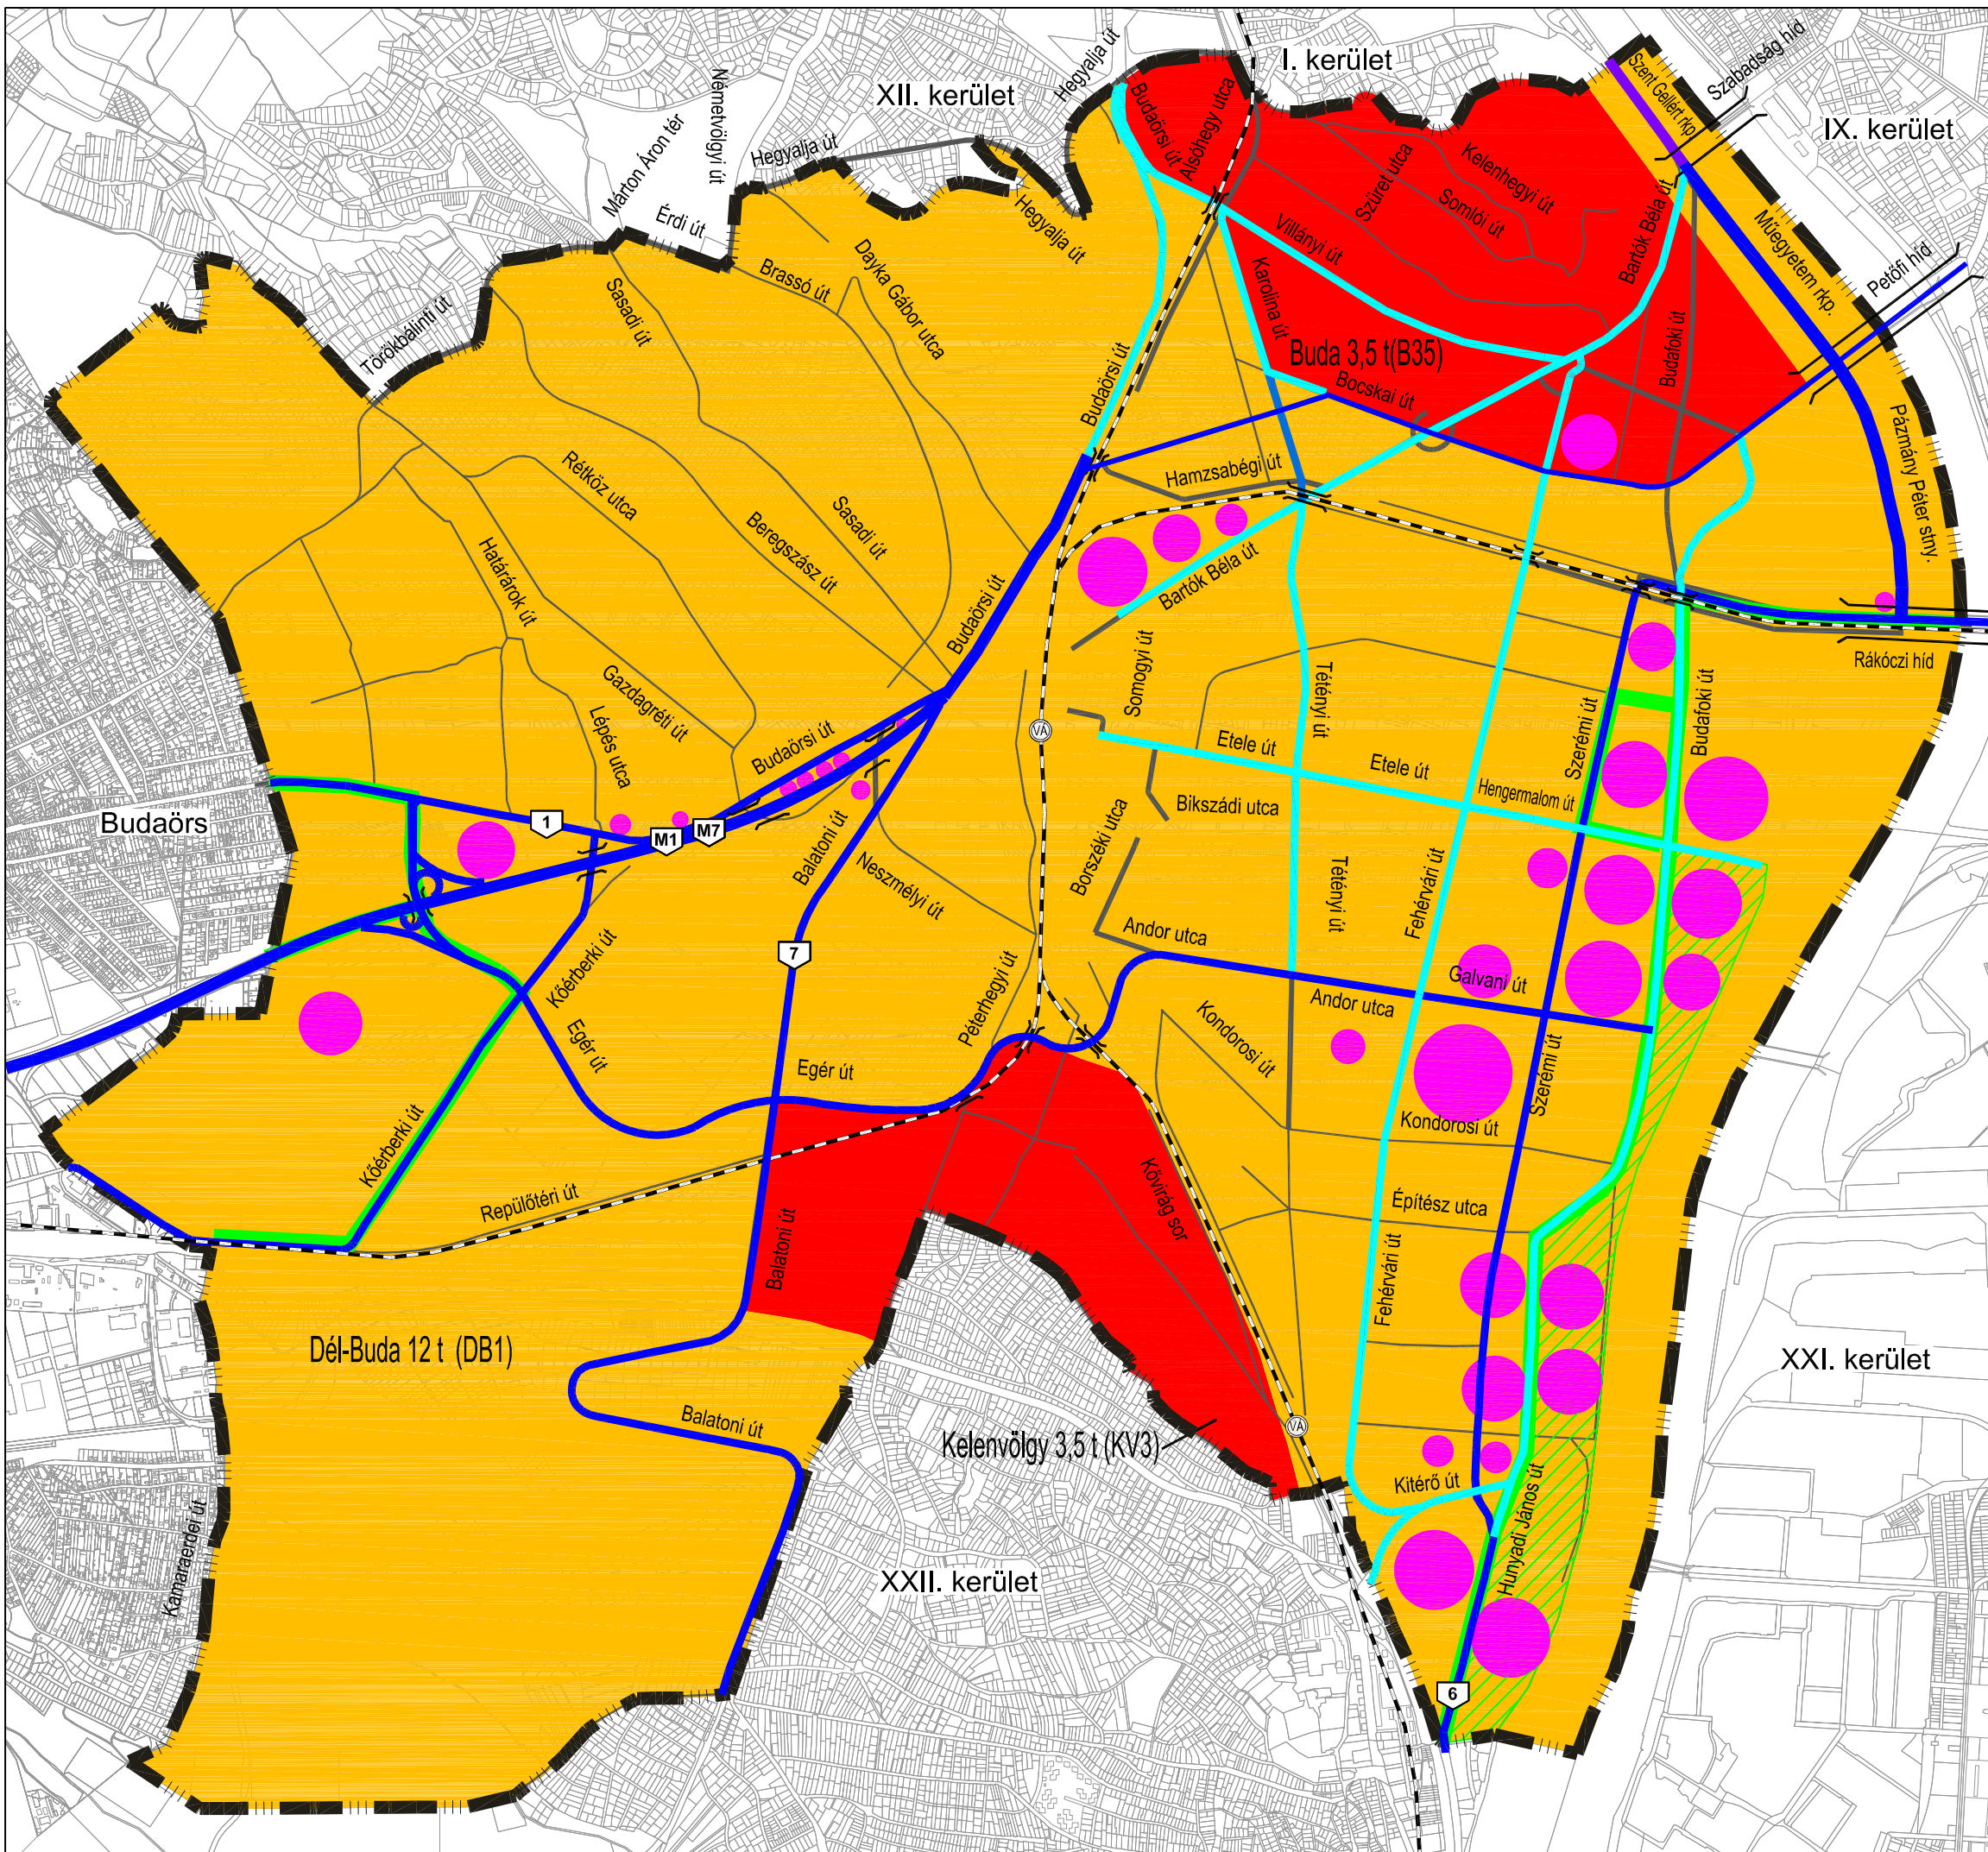 I. kerület
XII. kerület
IX. kerület
Szabadság híd
Szent Gellért rkp.
Hegyalja út
Németvölgyi út
Márton Áron tér
Hegyalja út
Érdi út
Budaörsi út
Alsóhegy utca
Szüret utca
Kelenhegyi út
Somlói út
Bartók Béla út
Műegyetem rkp.
Petőfi híd
Hegyalja út
Dayka Gábor utca
Brassó út
Sasadi út
Törökbálinti út
Villányi út
Karolina út
Buda 3,5 t(B35)
Budafoki út
Bocskai út
Budaörsi út
Pázmány Péter stny.
Hamzsabégi út
Rétköz utca
Beregszász út
Sasadi út
Határárok út
Bartók Béla út
Budaörsi út
Rákóczi híd
Somogyi út
Tétényi út
Szerémi út
Budafoki út
Gazdagréti út
Lépés utca
Budaörsi út
VÁ
Etele út
Etele út
Hengermalom út
Bikszádi utca
Budaörs
1
M1
M7
Balatoni út
Neszmélyi út
Borszéki utca
Tétényi út
Fehérvári út
Andor utca
Galvani út
Andor utca
7
Kőérberki út
Egér út
Péterhegyi út
Kondorosi út
Egér út
Szerémi út
Kondorosi út
Kőérberki út
Repülőtéri út
Kővirág sor
Építész utca
Balatoni út
Fehérvári út
Dél-Buda 12 t (DB1)
XXI. kerület
Balatoni út
Kelenvölgy 3,5 t (KV3)
VÁ
Kitérő út
Hunyadi János út
Kamaraerdei út
XXII. kerület
6